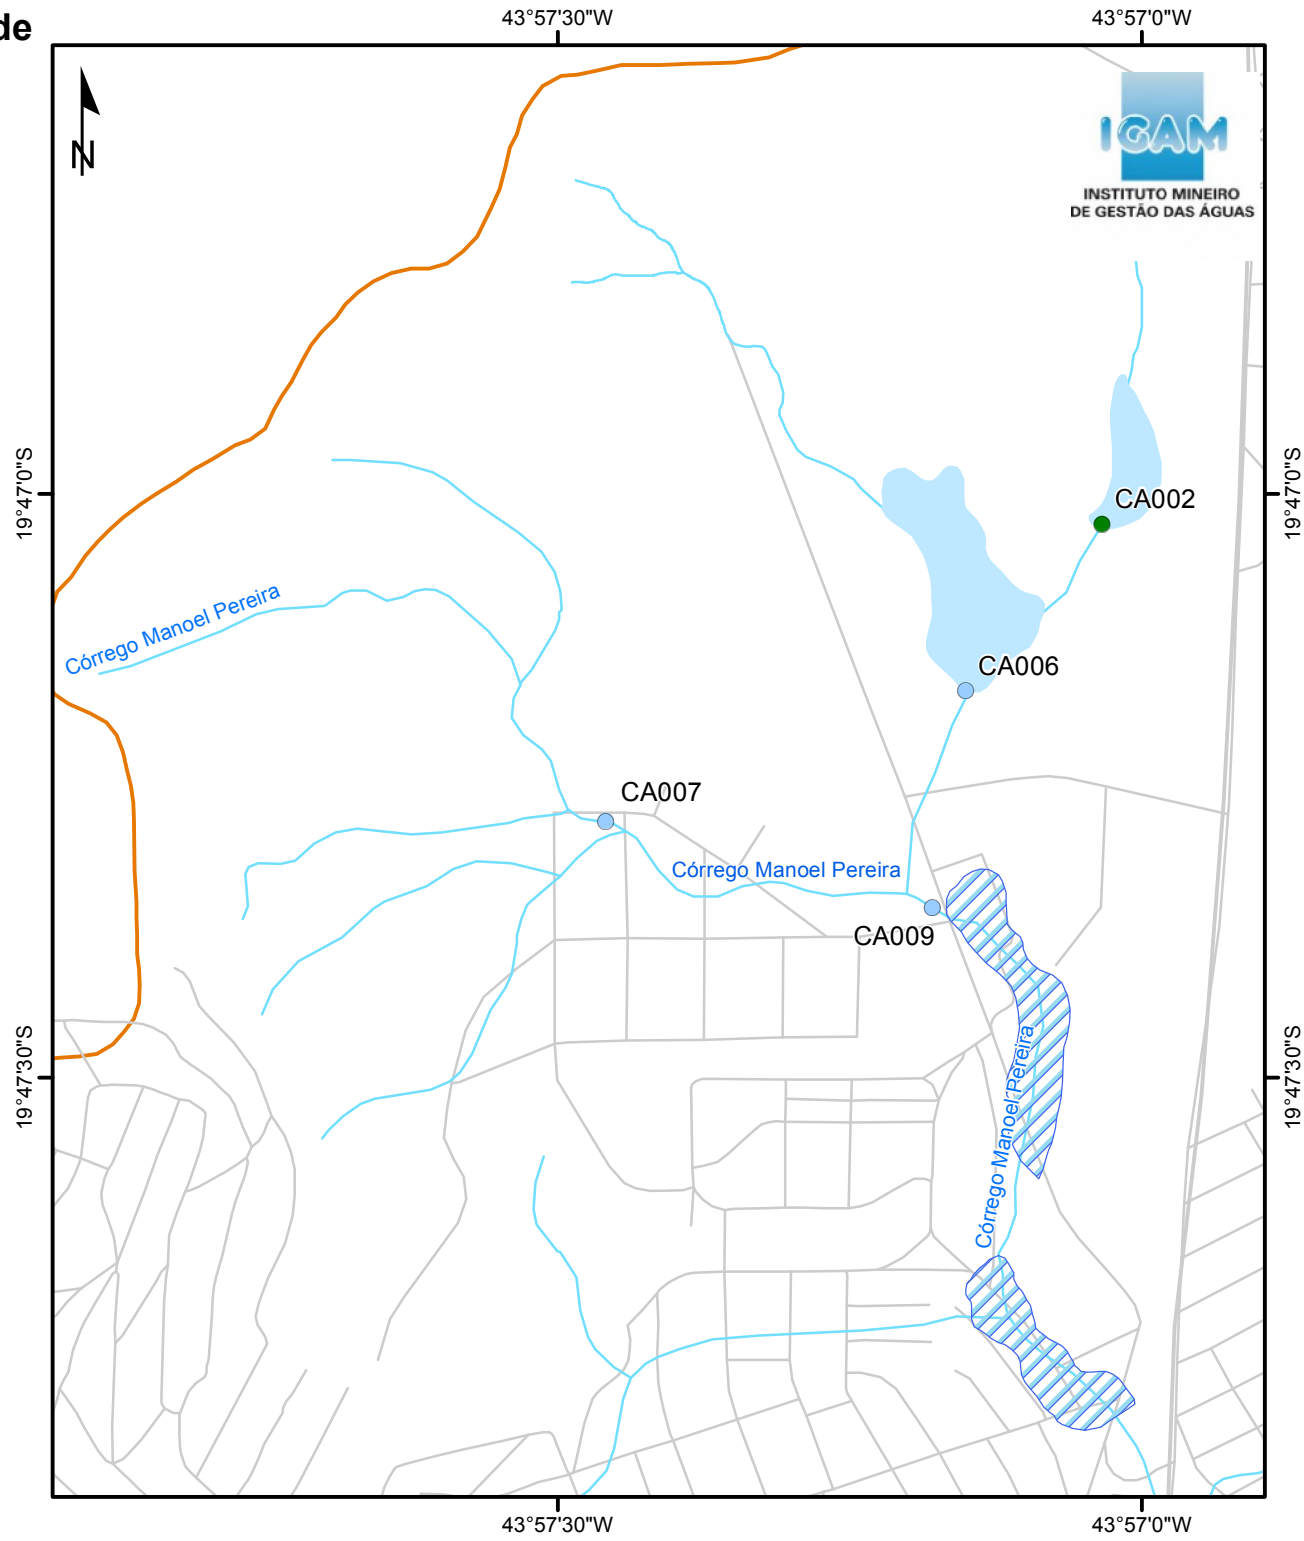 de
43°57'30"W
43°57'0"W
N
IGAM
INSTITUTO MINEIRO
DE GESTÃO DAS ÁGUAS
19°47'0"S
19°47'0"S
CA002
Córrego Manoel Pereira
CA006
CA007
Córrego Manoel Pereira
CA009
19°47'30"S
19°47'30"S
Córrego Manoel Pereira
43°57'30"W
43°57'0"W